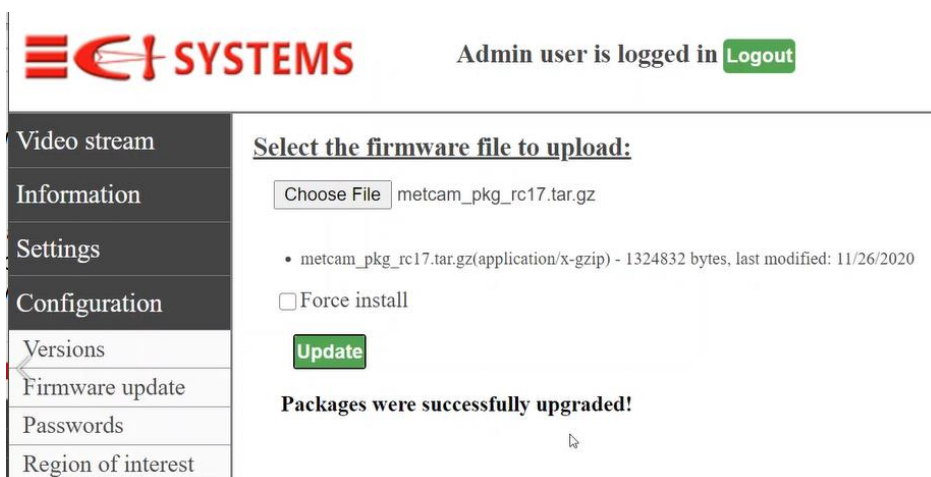 ECI SYSTEMS
Admin user is logged in Logout
Video stream
Information
Settings
Configuration
Versions
Firmware update
Passwords
Region of interest
Select the firmware file to upload:
Choose File metcam_pkg_rc17.tar.gz
• metcam_pkg_rc17.tar.gz(application/x-gzip) - 1324832 bytes, last modified: 11/26/2020
Force install
Update
Packages were successfully upgraded!